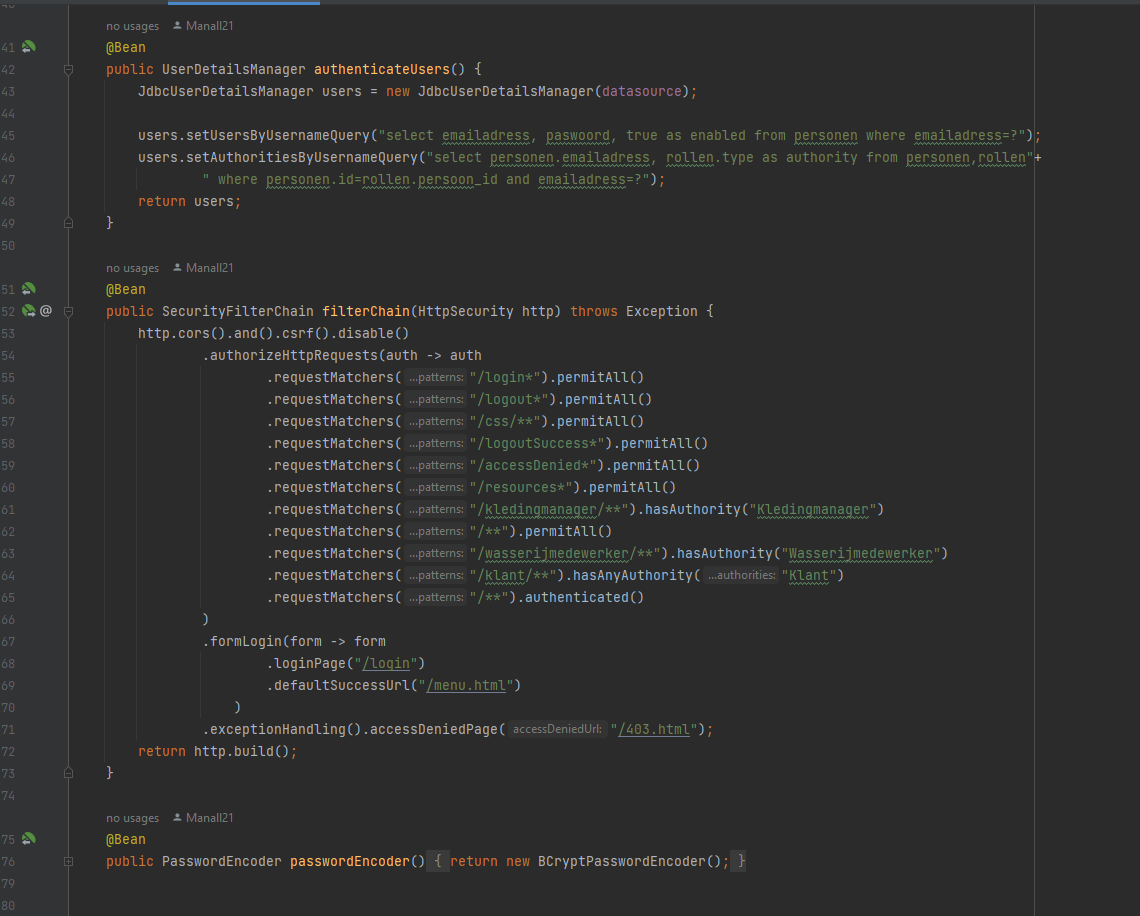 40
no usages Manall21
41 @Bean
42 public UserDetailsManager authenticateUsers() {
43 JdbcUserDetailsManager users = new JdbcUserDetailsManager(datasource);
44
45 users.setUsersByUsernameQuery("select emailadress, paswoord, true as enabled from personen where emailadress=?");
46 users.setAuthoritiesByUsernameQuery("select personen.emailadress, rollen.type as authority from personen,rollen"+
47 " where personen.id=rollen.persoon_id and emailadress=?");
48 return users;
49 }
50
no usages Manall21
51 @Bean
52 @ public SecurityFilterChain filterChain(HttpSecurity http) throws Exception {
53 http.cors().and().csrf().disable()
54 .authorizeHttpRequests(auth -> auth
55 .requestMatchers( ...patterns: "/login*").permitAll()
56 .requestMatchers( ...patterns: "/logout*").permitAll()
57 .requestMatchers( ...patterns: "/css/**").permitAll()
58 .requestMatchers( ...patterns: "/logoutSuccess*").permitAll()
59 .requestMatchers( ...patterns: "/accessDenied*").permitAll()
60 .requestMatchers( ...patterns: "/resources*").permitAll()
61 .requestMatchers( ...patterns: "/kledingmanager/**").hasAuthority("Kledingmanager")
62 .requestMatchers( ...patterns: "/**").permitAll()
63 .requestMatchers( ...patterns: "/wasserijmedewerker/**").hasAuthority("Wasserijmedewerker")
64 .requestMatchers( ...patterns: "/klant/**").hasAnyAuthority( ...authorities: "Klant")
65 .requestMatchers( ...patterns: "/**").authenticated()
66 )
67 .formLogin(form -> form
68 .loginPage("/login")
69 .defaultSuccessUrl("/menu.html")
70 )
71 .exceptionHandling().accessDeniedPage( accessDeniedUrl: "/403.html");
72 return http.build();
73 }
74
no usages Manall21
75 @Bean
76 public PasswordEncoder passwordEncoder() { return new BCryptPasswordEncoder(); }
79
80